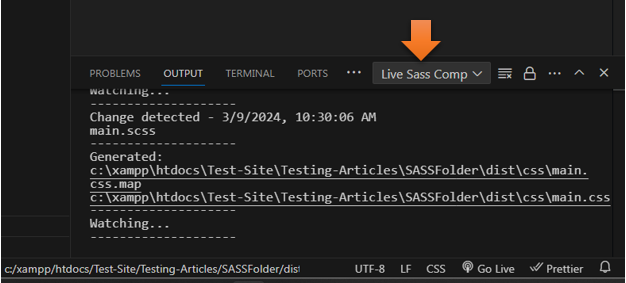 PROBLEMS OUTPUT TERMINAL PORTS ··· Live Sass Comp ···
Watching...
--------------------
Change detected - 3/9/2024, 10:30:06 AM
main.scss
--------------------
Generated:
c:\xampp\htdocs\Test-Site\Testing-Articles\SASSFolder\dist\css\main.
css.map
c:\xampp\htdocs\Test-Site\Testing-Articles\SASSFolder\dist\css\main.css
--------------------
Watching...
--------------------
c:/xampp/htdocs/Test-Site/Testing-Articles/SASSFolder/dist UTF-8 LF CSS Go Live Prettier